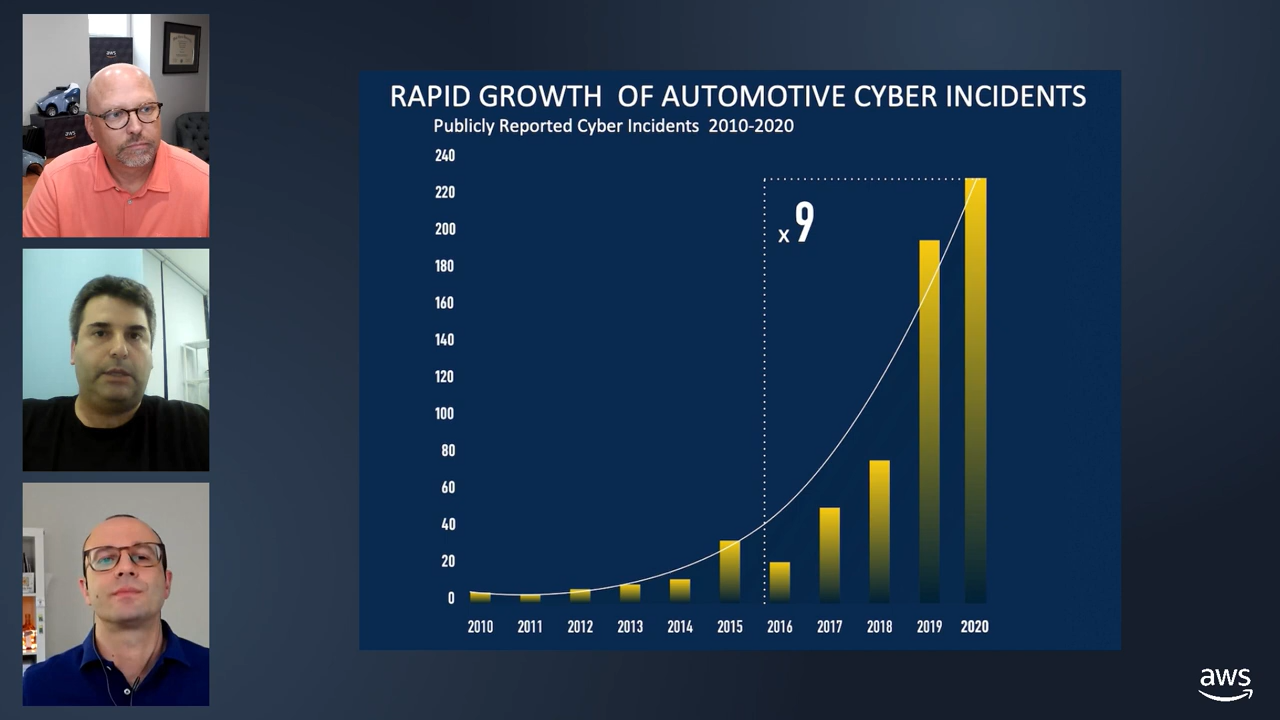 aws
aws
RAPID GROWTH OF AUTOMOTIVE CYBER INCIDENTS
Publicly Reported Cyber Incidents 2010-2020
240
220
200
180
160
140
120
100
80
60
40
20
0
x 9
2010 2011 2012 2013 2014 2015 2016 2017 2018 2019 2020
aws